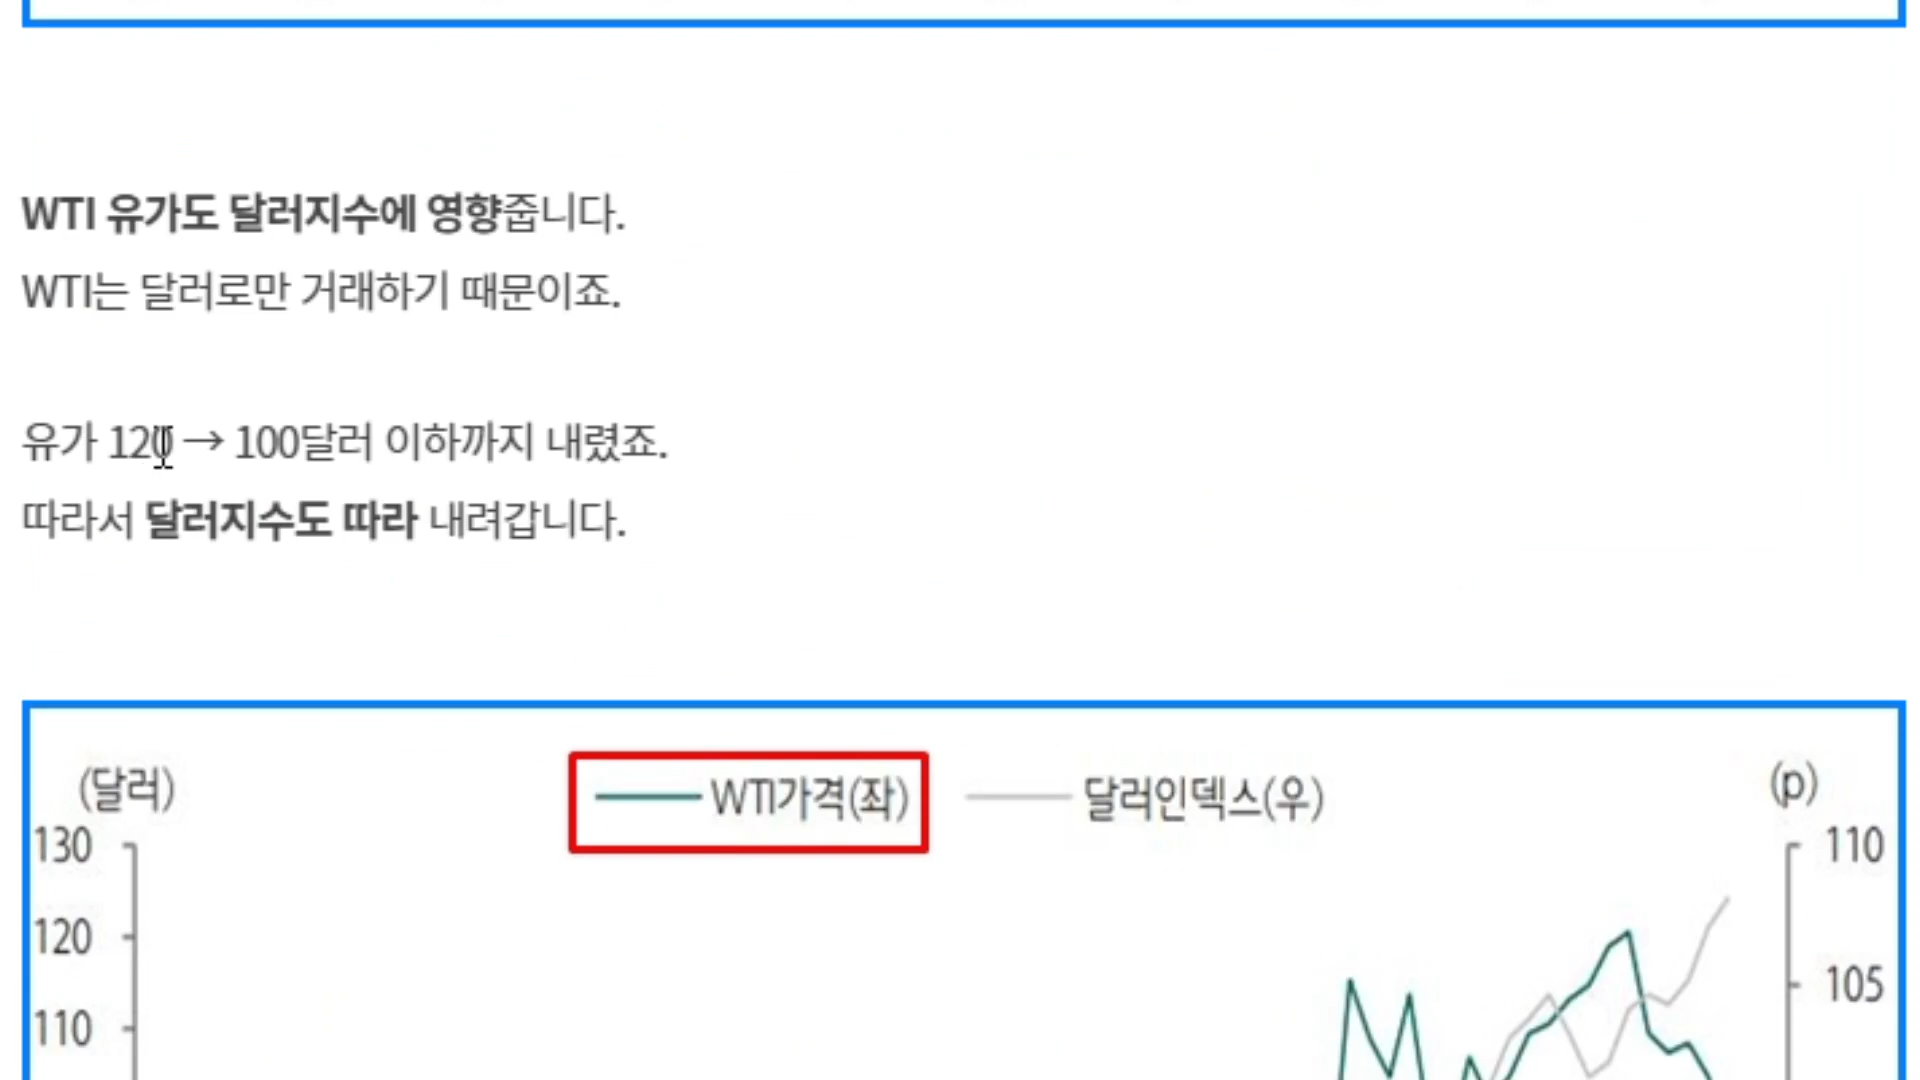 WTI 유가도 달러지수에 영향줍니다.
WTI는 달러로만 거래하기 때문이죠.
유가 120 → 100달러 이하까지 내렸죠.
따라서 달러지수도 따라 내려갑니다.
(달러) WTI가격(좌) 달러인덱스(우) (p)
130 110
120
105
110